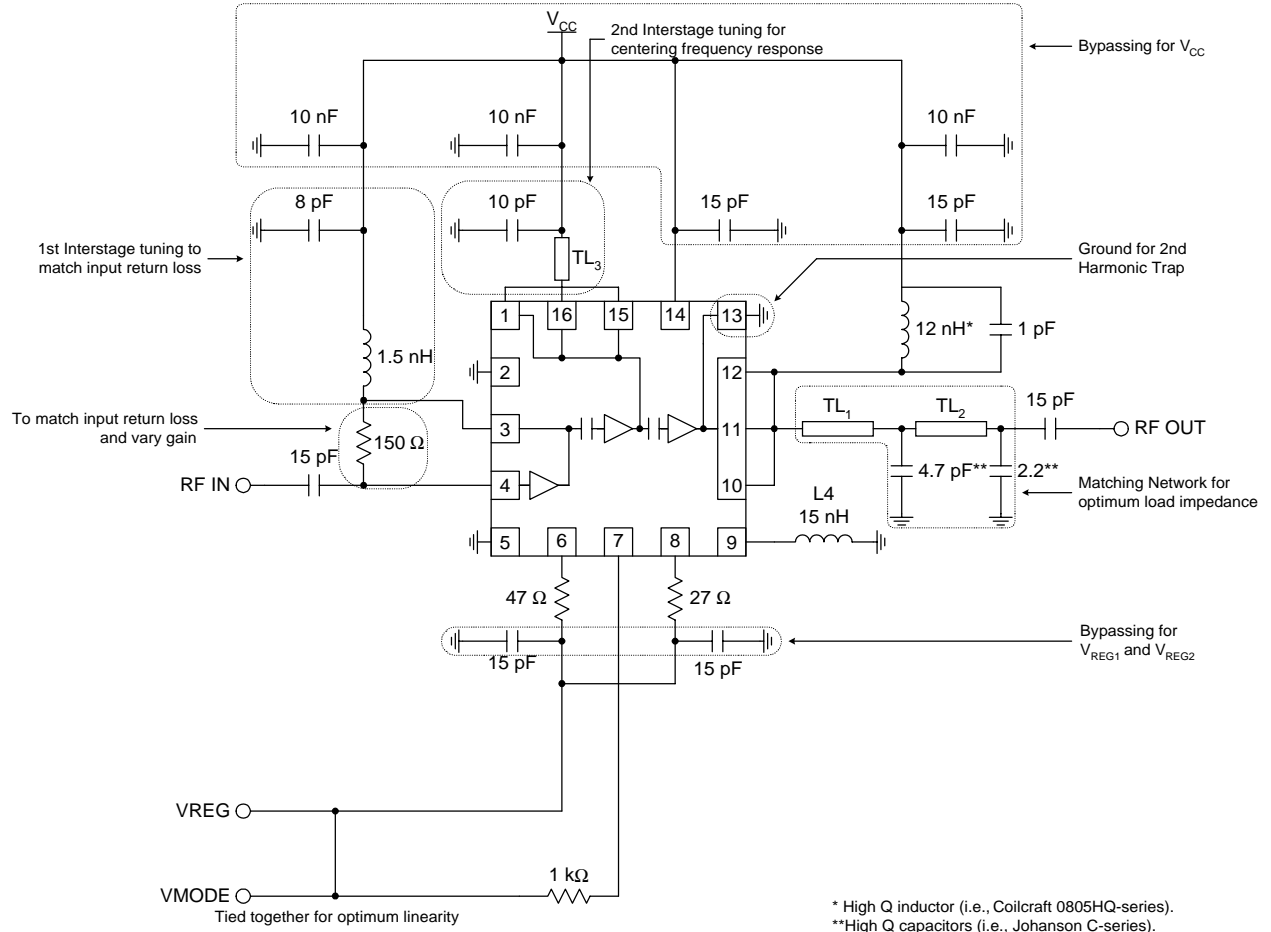 V_CC
2nd Interstage tuning for
centering frequency response
Bypassing for V_CC
10 nF
10 nF
10 nF
8 pF
10 pF
15 pF
15 pF
1st Interstage tuning to
match input return loss
TL_3
Ground for 2nd
Harmonic Trap
1
16
15
14
13
12 nH*
1 pF
1.5 nH
2
12
To match input return loss
and vary gain
TL_1
TL_2
15 pF
3
11
RF OUT
150 Ω
15 pF
4.7 pF**
2.2**
RF IN
4
10
Matching Network for
optimum load impedance
L4
15 nH
5
6
7
8
9
47 Ω
27 Ω
15 pF
15 pF
Bypassing for
V_REG1 and V_REG2
VREG
1 kΩ
VMODE
Tied together for optimum linearity
* High Q inductor (i.e., Coilcraft 0805HQ-series).
**High Q capacitors (i.e., Johanson C-series).